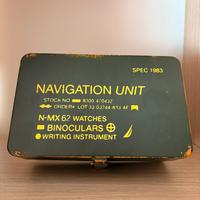 SPEC 1983
NAVIGATION UNIT
STOCK NO
ORDER
N-MX 62 WATCHES
BINOCULARS
WRITING INSTRUMENT